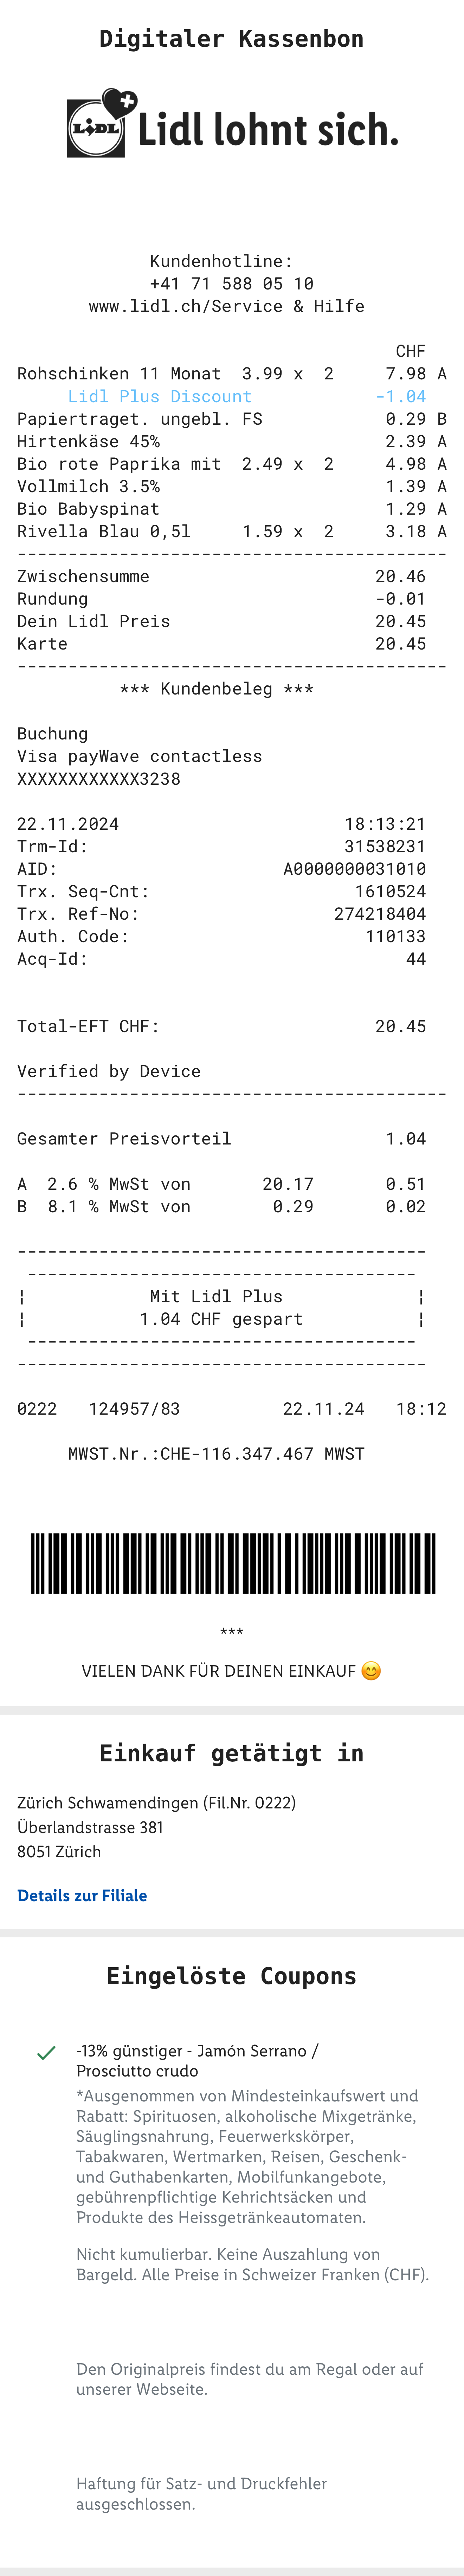 Digitaler Kassenbon
LIDL Lidl lohnt sich.
Kundenhotline:
+41 71 588 05 10
www.lidl.ch/Service & Hilfe
CHF
Rohschinken 11 Monat 3.99 x 2 7.98 A
Lidl Plus Discount -1.04
Papiertraget. ungebl. FS 0.29 B
Hirtenkäse 45% 2.39 A
Bio rote Paprika mit 2.49 x 2 4.98 A
Vollmilch 3.5% 1.39 A
Bio Babyspinat 1.29 A
Rivella Blau 0,5l 1.59 x 2 3.18 A
------------------------------------------
Zwischensumme 20.46
Rundung -0.01
Dein Lidl Preis 20.45
Karte 20.45
------------------------------------------
*** Kundenbeleg ***
Buchung
Visa payWave contactless
XXXXXXXXXXXX3238
22.11.2024 18:13:21
Trm-Id: 31538231
AID: A0000000031010
Trx. Seq-Cnt: 1610524
Trx. Ref-No: 274218404
Auth. Code: 110133
Acq-Id: 44
Total-EFT CHF: 20.45
Verified by Device
------------------------------------------
Gesamter Preisvorteil 1.04
A 2.6 % MwSt von 20.17 0.51
B 8.1 % MwSt von 0.29 0.02
----------------------------------------
--------------------------------------
¦ Mit Lidl Plus ¦
¦ 1.04 CHF gespart ¦
--------------------------------------
----------------------------------------
0222 124957/83 22.11.24 18:12
MWST.Nr.:CHE-116.347.467 MWST
***
VIELEN DANK FÜR DEINEN EINKAUF 😊
Einkauf getätigt in
Zürich Schwamendingen (Fil.Nr. 0222)
Überlandstrasse 381
8051 Zürich
Details zur Filiale
Eingelöste Coupons
-13% günstiger - Jamón Serrano /
Prosciutto crudo
*Ausgenommen von Mindesteinkaufswert und
Rabatt: Spirituosen, alkoholische Mixgetränke,
Säuglingsnahrung, Feuerwerkskörper,
Tabakwaren, Wertmarken, Reisen, Geschenk-
und Guthabenkarten, Mobilfunkangebote,
gebührenpflichtige Kehrichtsäcken und
Produkte des Heissgetränkeautomaten.
Nicht kumulierbar. Keine Auszahlung von
Bargeld. Alle Preise in Schweizer Franken (CHF).
Den Originalpreis findest du am Regal oder auf
unserer Webseite.
Haftung für Satz- und Druckfehler
ausgeschlossen.